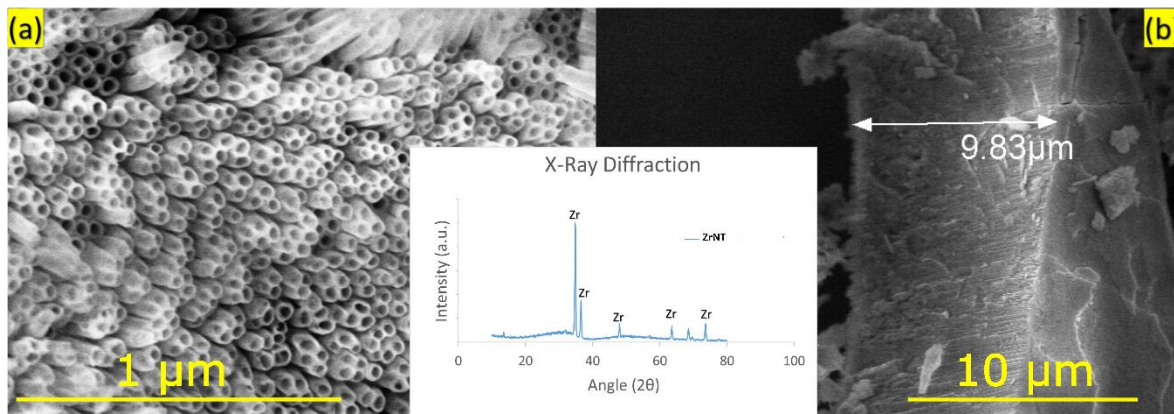 (a)
(b)
9.83µm
X-Ray Diffraction
Intensity (a.u.)
Zr
Zr
Zr
Zr
Zr
ZrNT
0
20
40
60
80
100
Angle (2θ)
1 µm
10 µm